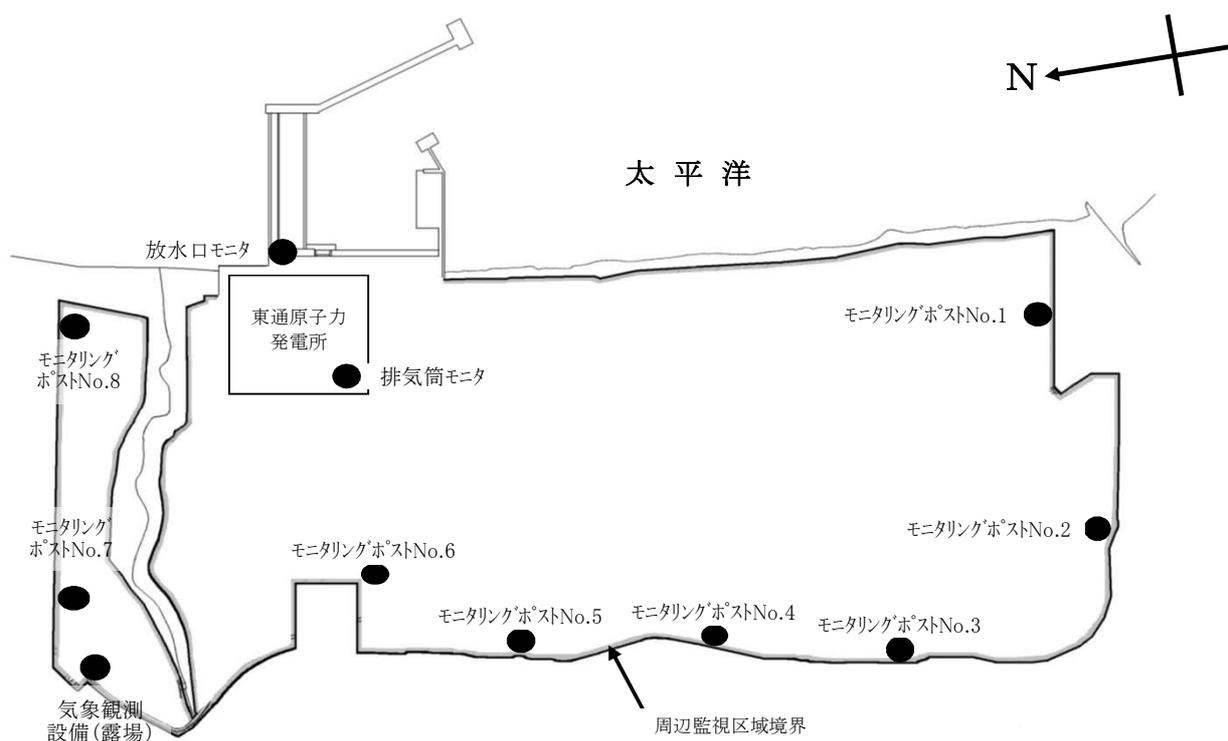 N
太 平 洋
放水口モニタ
東通原子力
発電所
排気筒モニタ
モニタリングポストNo.1
モニタリング
ポストNo.8
モニタリングポストNo.2
モニタリング
ポストNo.7
モニタリングポストNo.6
モニタリングポストNo.5
モニタリングポストNo.4
モニタリングポストNo.3
気象観測
設備(露場)
周辺監視区域境界